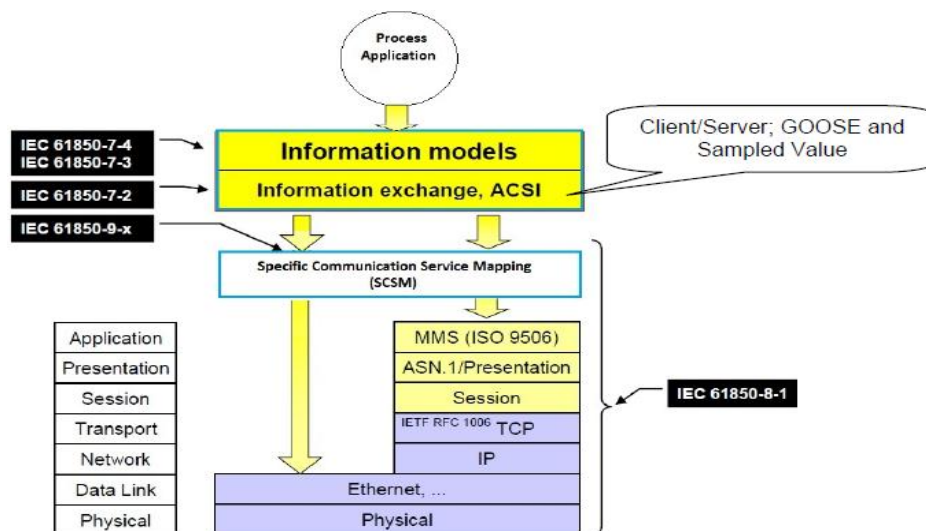 Process
Application
IEC 61850-7-4
IEC 61850-7-3
Information models
Client/Server; GOOSE and
Sampled Value
IEC 61850-7-2
Information exchange, ACSI
IEC 61850-9-x
Specific Communication Service Mapping
(SCSM)
Application
MMS (ISO 9506)
Presentation
ASN.1/Presentation
Session
Session
IEC 61850-8-1
Transport
IETF RFC 1006 TCP
Network
IP
Data Link
Ethernet, ...
Physical
Physical